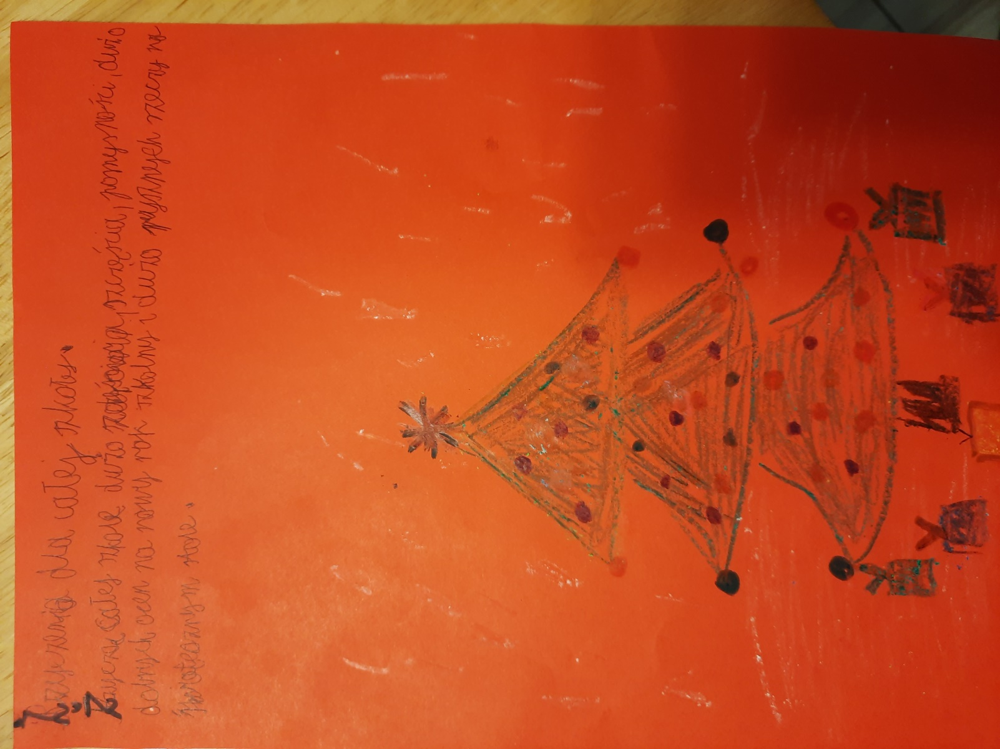 Życzenia dla całej szkoły.
Życzę całej szkole dużo szczęścia, pomyslności, dużo
dobrych ocen na nowy rok szkolny i dużo pysznych rzeczy na
świątecznym stole.